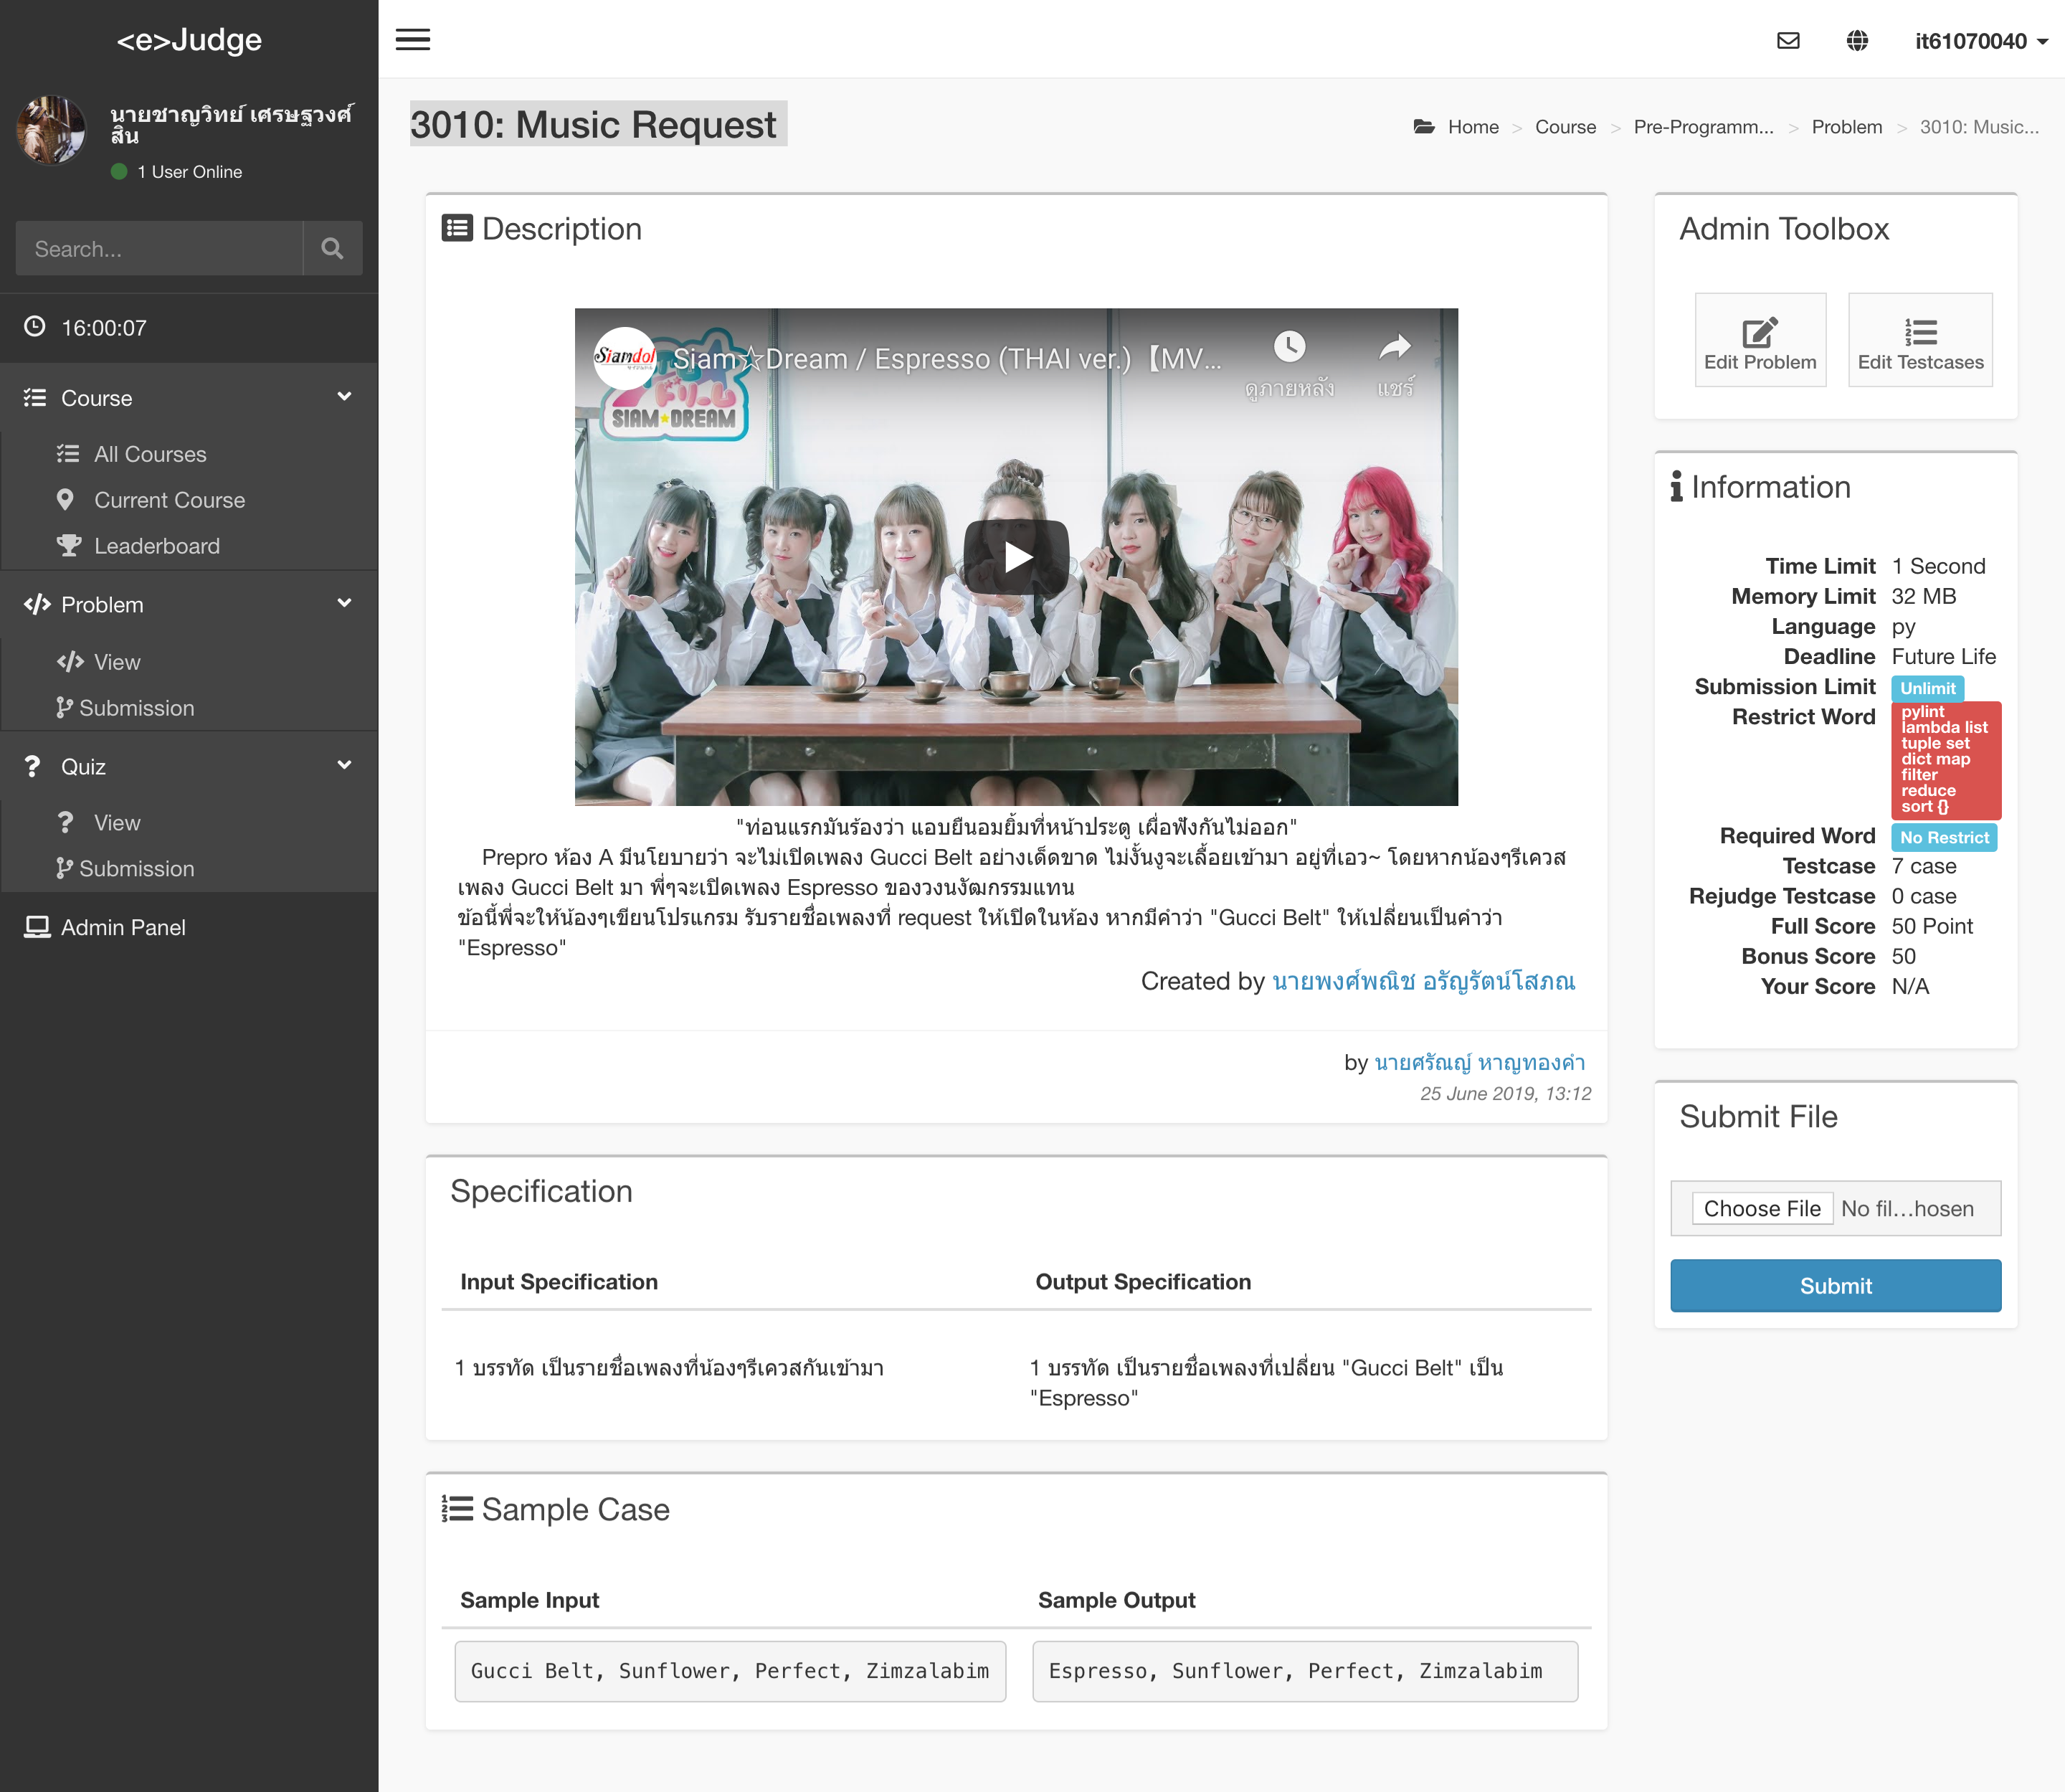 <e>Judge
it61070040
นายชาญวิทย์ เศรษฐวงศ์
สิน
1 User Online
Search...
16:00:07
Course
All Courses
Current Course
Leaderboard
Problem
View
Submission
Quiz
View
Submission
Admin Panel
3010: Music Request
Home > Course > Pre-Programm... > Problem > 3010: Music...
Description
Siamdol
Siam☆Dream / Espresso (THAI ver.)【MV...
ดูภายหลัง
แชร์
SIAM★DREAM
"ท่อนแรกมันร้องว่า แอบยืนอมยิ้มที่หน้าประตู เผื่อฟังกันไม่ออก"
Prepro ห้อง A มีนโยบายว่า จะไม่เปิดเพลง Gucci Belt อย่างเด็ดขาด ไม่งั้นงูจะเลื้อยเข้ามา อยู่ที่เอว~ โดยหากน้องๆรีเควส
เพลง Gucci Belt มา พี่ๆจะเปิดเพลง Espresso ของวงนงัฒกรรมแทน
ข้อนี้พี่จะให้น้องๆเขียนโปรแกรม รับรายชื่อเพลงที่ request ให้เปิดในห้อง หากมีคำว่า "Gucci Belt" ให้เปลี่ยนเป็นคำว่า
"Espresso"
Created by นายพงศ์พณิช อรัญรัตน์โสภณ
by นายศรัณญ์ หาญทองคำ
25 June 2019, 13:12
Specification
Input Specification
Output Specification
1 บรรทัด เป็นรายชื่อเพลงที่น้องๆรีเควสกันเข้ามา
1 บรรทัด เป็นรายชื่อเพลงที่เปลี่ยน "Gucci Belt" เป็น
"Espresso"
Sample Case
Sample Input
Sample Output
Gucci Belt, Sunflower, Perfect, Zimzalabim
Espresso, Sunflower, Perfect, Zimzalabim
Admin Toolbox
Edit Problem
Edit Testcases
Information
Time Limit 1 Second
Memory Limit 32 MB
Language py
Deadline Future Life
Submission Limit Unlimit
Restrict Word pylint
lambda list
tuple set
dict map
filter
reduce
sort {}
Required Word No Restrict
Testcase 7 case
Rejudge Testcase 0 case
Full Score 50 Point
Bonus Score 50
Your Score N/A
Submit File
Choose File No fil...hosen
Submit